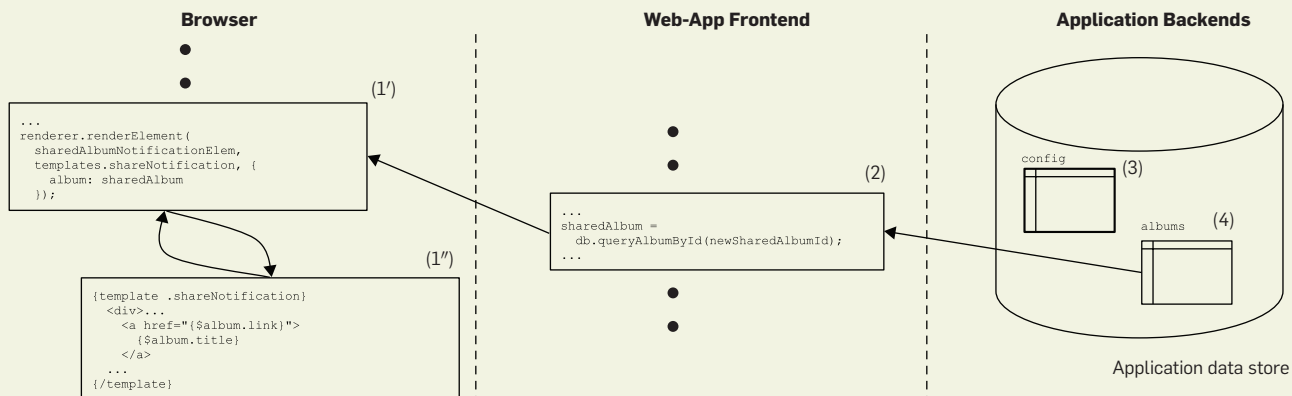 Browser
Web-App Frontend
Application Backends
(1′)
...
renderer.renderElement(
  sharedAlbumNotificationElem,
  templates.shareNotification, {
    album: sharedAlbum
  });
(1″)
{template .shareNotification}
  <div>...
    <a href="{$album.link}">
      {$album.title}
    </a>
  ...
{/template}
(2)
...
sharedAlbum =
  db.queryAlbumById(newSharedAlbumId);
...
config
(3)
albums
(4)
Application data store